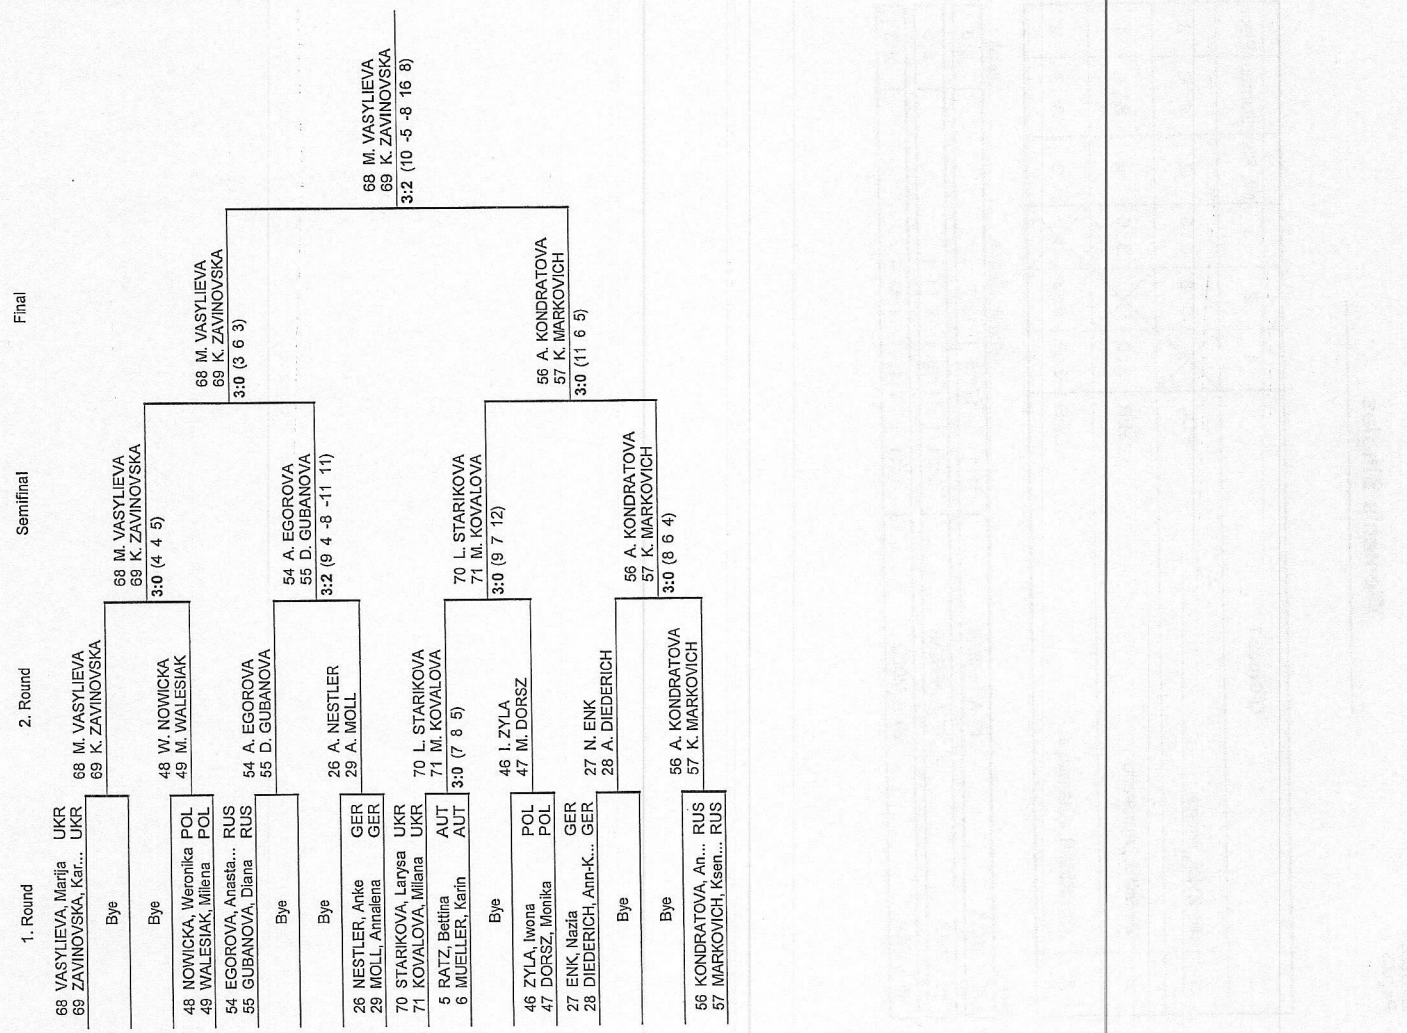 1. Round
2. Round
Semifinal
Final
68 VASYLIEVA, Marija UKR
69 ZAVINOVSKA, Kar... UKR
Bye
Bye
48 NOWICKA, Weronika POL
49 WALESIAK, Milena POL
54 EGOROVA, Anasta... RUS
55 GUBANOVA, Diana RUS
Bye
Bye
26 NESTLER, Anke GER
29 MOLL, Annalena GER
70 STARIKOVA, Larysa UKR
71 KOVALOVA, Milana UKR
5 RATZ, Bettina AUT
6 MUELLER, Karin AUT
Bye
46 ZYLA, Iwona POL
47 DORSZ, Monika POL
27 ENK, Nazia GER
28 DIEDERICH, Ann-K... GER
Bye
Bye
56 KONDRATOVA, An... RUS
57 MARKOVICH, Ksen... RUS
68 M. VASYLIEVA
69 K. ZAVINOVSKA
48 W. NOWICKA
49 M. WALESIAK
54 A. EGOROVA
55 D. GUBANOVA
26 A. NESTLER
29 A. MOLL
70 L. STARIKOVA
71 M. KOVALOVA
3:0 (7 8 5)
46 I. ZYLA
47 M. DORSZ
27 N. ENK
28 A. DIEDERICH
56 A. KONDRATOVA
57 K. MARKOVICH
68 M. VASYLIEVA
69 K. ZAVINOVSKA
3:0 (4 4 5)
54 A. EGOROVA
55 D. GUBANOVA
3:2 (9 4 -8 -11 11)
70 L. STARIKOVA
71 M. KOVALOVA
3:0 (9 7 12)
56 A. KONDRATOVA
57 K. MARKOVICH
3:0 (8 6 4)
68 M. VASYLIEVA
69 K. ZAVINOVSKA
3:0 (3 6 3)
56 A. KONDRATOVA
57 K. MARKOVICH
3:0 (11 6 5)
68 M. VASYLIEVA
69 K. ZAVINOVSKA
3:2 (10 -5 -8 16 8)